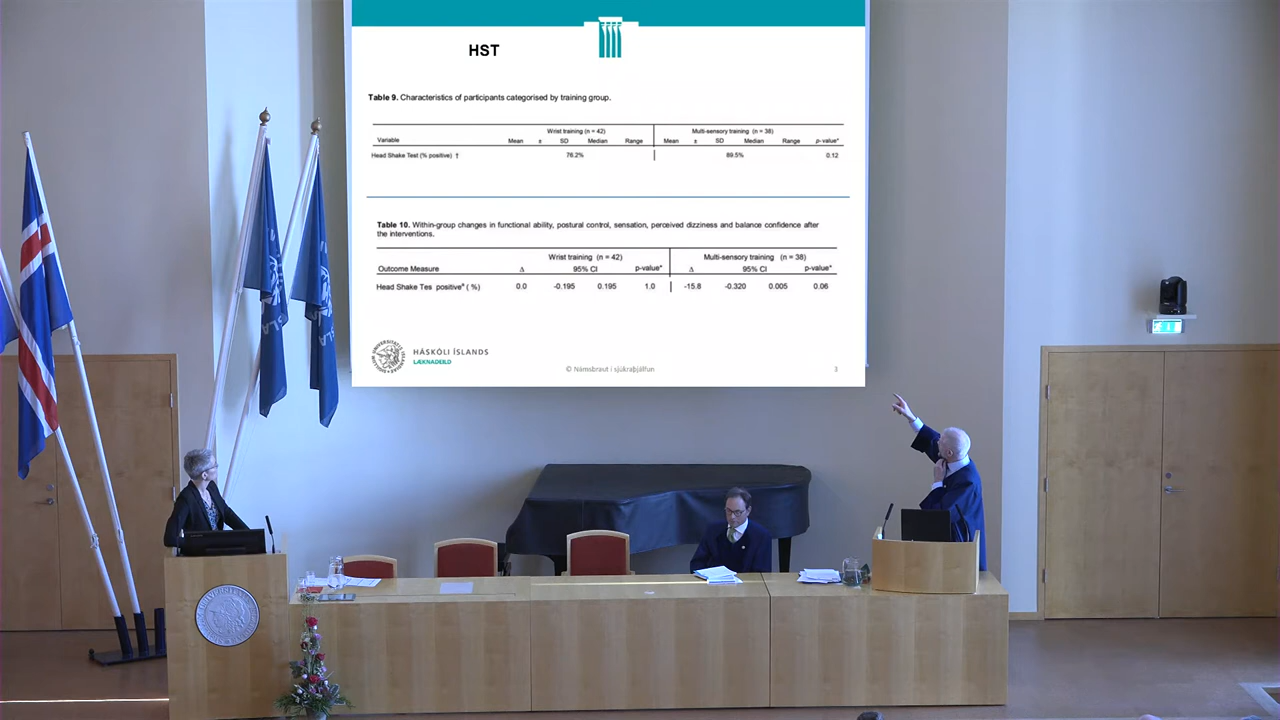 HST
Table 9. Characteristics of participants categorised by training group.
Wrist training (n = 42) Multi-sensory training (n = 38)
Variable Mean ± SD Median Range Mean ± SD Median Range p-value*
Head Shake Test (% positive) † 76.2% 89.5% 0.12
Table 10. Within-group changes in functional ability, postural control, sensation, perceived dizziness and balance confidence after
the interventions.
Wrist training (n = 42) Multi-sensory training (n = 38)
Outcome Measure Δ 95% CI p-value* Δ 95% CI p-value*
Head Shake Tes positive ( %) 0.0 -0.195 0.195 1.0 -15.8 -0.320 0.005 0.06
HÁSKÓLI ÍSLANDS
LÆKNADEILD
© Námsbraut í sjúkraþjálfun
3